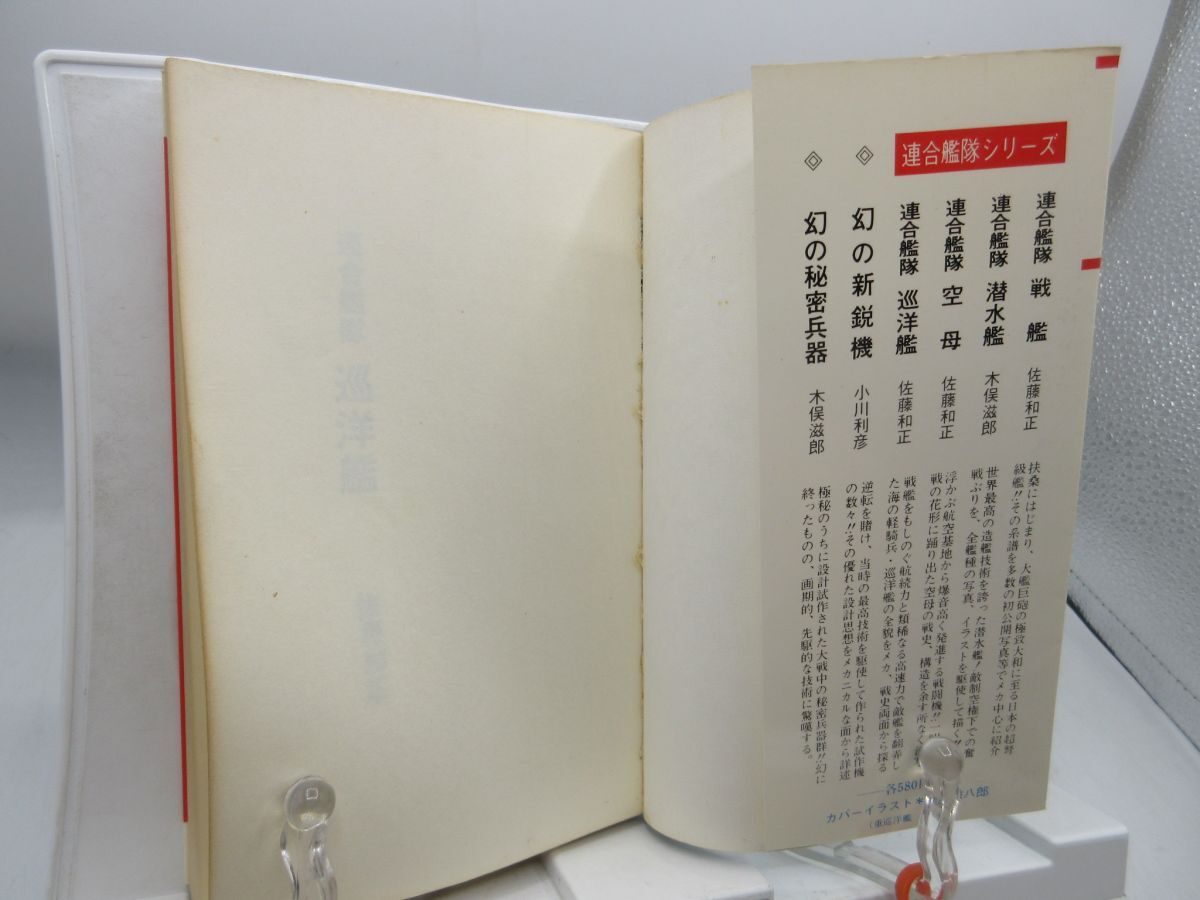 連合艦隊シリーズ
連合艦隊 戦艦 佐藤和正
扶桑にはじまり、大艦巨砲の極致大和に至る日本の超弩
級艦!!その系譜を多数の初公開写真等でメカ中心に紹介
連合艦隊 潜水艦 木俣滋郎
世界最高の造艦技術を誇った潜水艦!敵制空権下での奮
戦ぶりを、全艦種の写真、イラストを駆使して描く!!
連合艦隊 空母 佐藤和正
浮かぶ航空基地から爆音高く発進する戦闘機!!
戦の花形に踊り出た空母の戦史、構造を余す所なく
連合艦隊 巡洋艦 佐藤和正
戦艦をもしのぐ航続力と類稀なる高速力で敵艦を翻弄し
た海の軽騎兵・巡洋艦の全貌をメカ、戦史両面から探る
◇ 幻の新鋭機 小川利彦
逆転を賭け、当時の最高技術を駆使して作られた試作機
の数々!!その優れた設計思想をメカニカルな面から詳述
◇ 幻の秘密兵器 木俣滋郎
極秘のうちに設計試作された大戦中の秘密兵器群!!幻に
終ったものの、画期的、先駆的な技術に驚嘆する。
──各580円
カバーイラスト＊ 八郎
（重巡洋艦
連合艦隊 巡洋艦